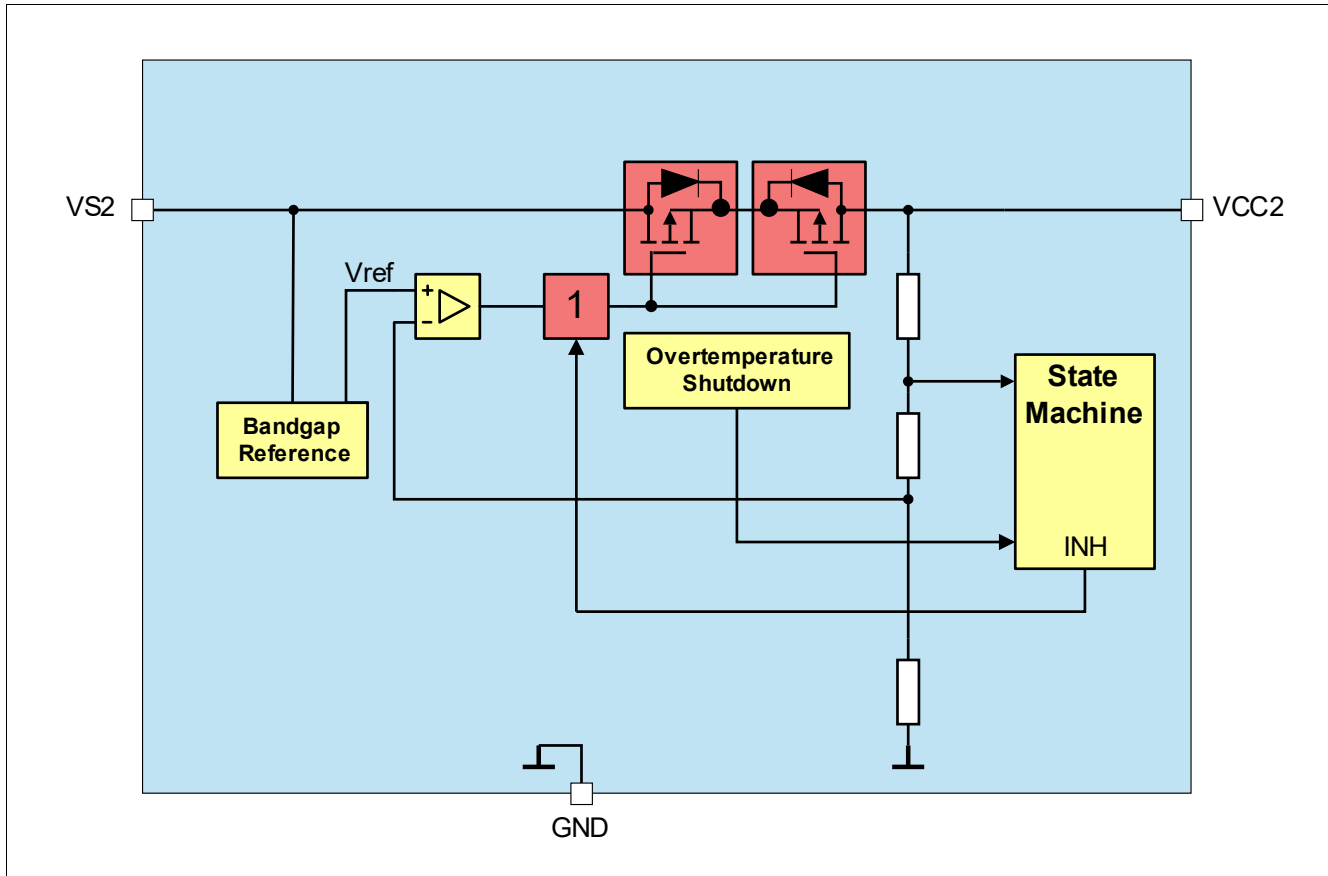 VS2
VCC2
Vref
+
-
1
Overtemperature
Shutdown
State
Machine
Bandgap
Reference
INH
GND